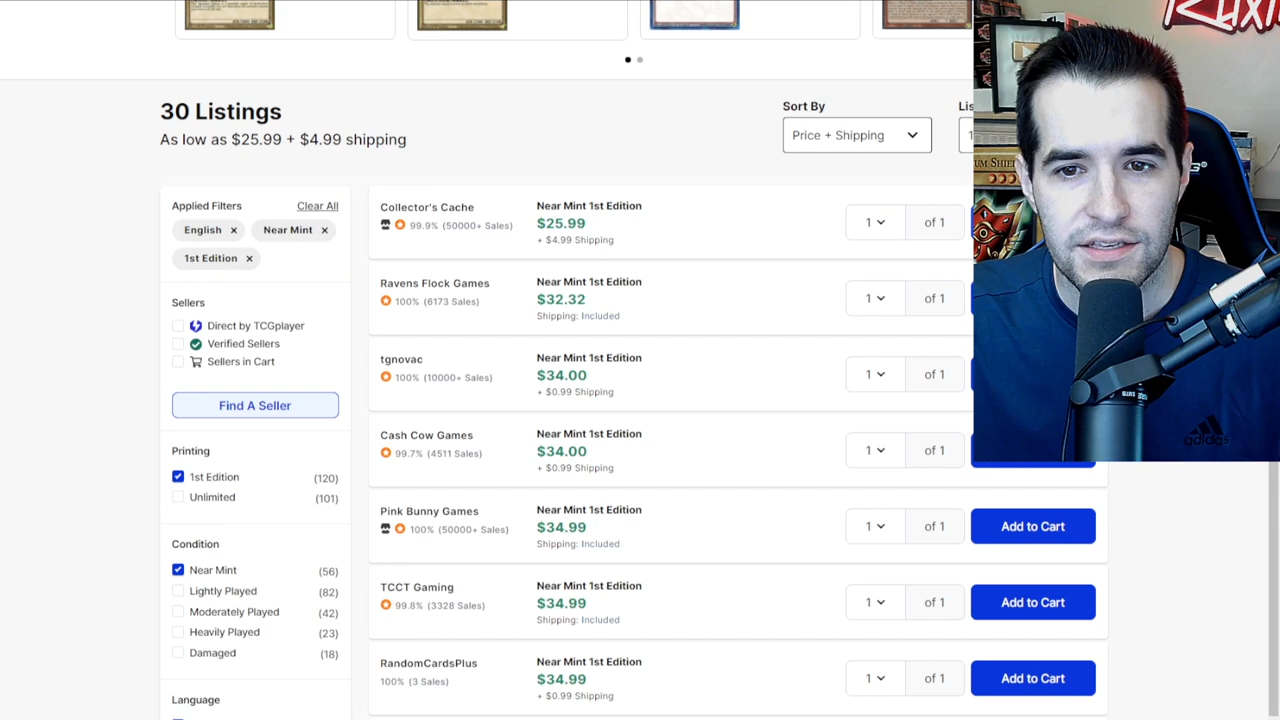 30 Listings
As low as $25.99 + $4.99 shipping
Sort By
Price + Shipping
Applied Filters
Clear All
English ×
Near Mint ×
1st Edition ×
Sellers
Direct by TCGplayer
Verified Sellers
Sellers in Cart
Find A Seller
Printing
1st Edition (120)
Unlimited (101)
Condition
Near Mint (56)
Lightly Played (82)
Moderately Played (42)
Heavily Played (23)
Damaged (18)
Language
Collector's Cache
99.9% (50000+ Sales)
Near Mint 1st Edition
$25.99
+ $4.99 Shipping
1 of 1
Ravens Flock Games
100% (6173 Sales)
Near Mint 1st Edition
$32.32
Shipping: Included
1 of 1
tgnovac
100% (10000+ Sales)
Near Mint 1st Edition
$34.00
+ $0.99 Shipping
1 of 1
Cash Cow Games
99.7% (4511 Sales)
Near Mint 1st Edition
$34.00
+ $0.99 Shipping
1 of 1
Pink Bunny Games
100% (50000+ Sales)
Near Mint 1st Edition
$34.99
Shipping: Included
1 of 1
Add to Cart
TCCT Gaming
99.8% (3328 Sales)
Near Mint 1st Edition
$34.99
Shipping: Included
1 of 1
Add to Cart
RandomCardsPlus
100% (3 Sales)
Near Mint 1st Edition
$34.99
+ $0.99 Shipping
1 of 1
Add to Cart
adidas